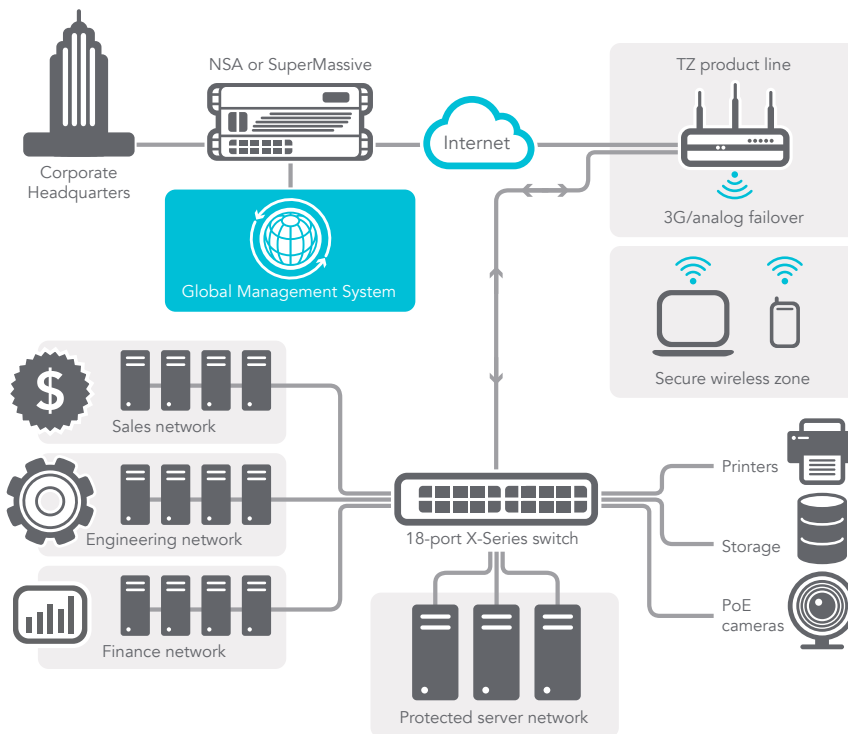 NSA or SuperMassive
TZ product line
Internet
Corporate
Headquarters
3G/analog failover
Global Management System
Secure wireless zone
$
Sales network
Printers
Engineering network
18-port X-Series switch
Storage
PoE
cameras
Finance network
Protected server network